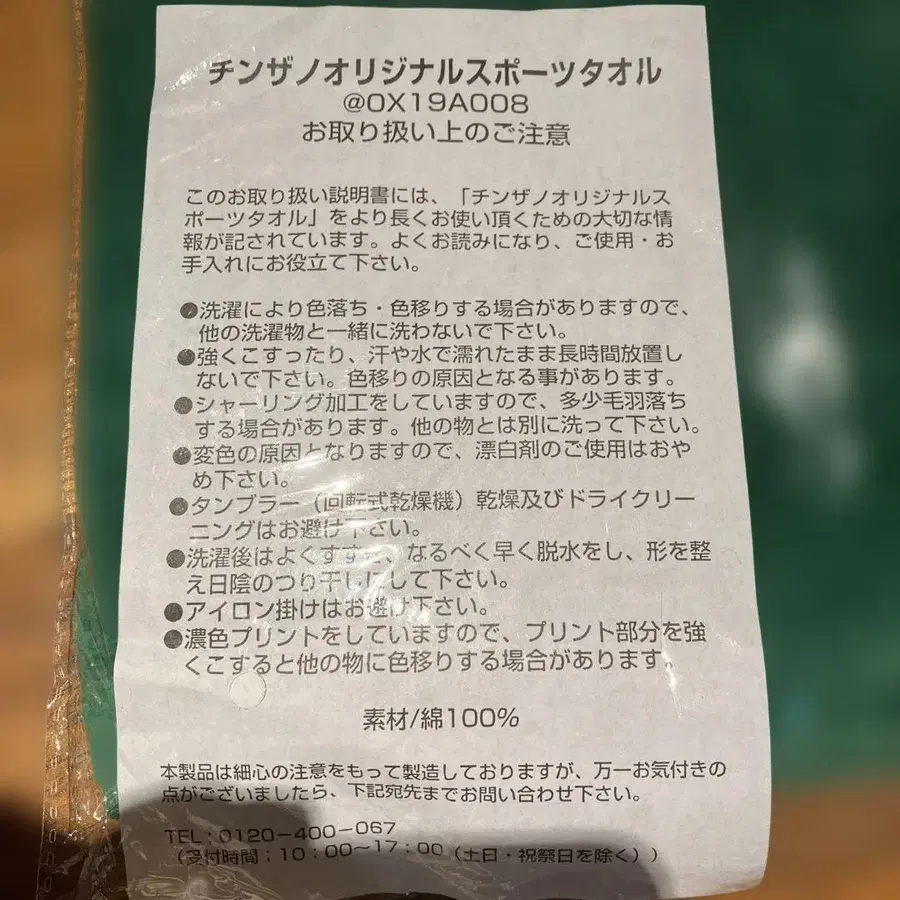 チンザノオリジナルスポーツタオル
@OX19A008
お取り扱い上のご注意
このお取り扱い説明書には、「チンザノオリジナルス
ポーツタオル」をより長くお使い頂くための大切な情
報が記されています。よくお読みになり、ご使用・お
手入れにお役立て下さい。
●洗濯により色落ち・色移りする場合がありますので、
他の洗濯物と一緒に洗わないで下さい。
●強くこすったり、汗や水で濡れたまま長時間放置し
ないで下さい。色移りの原因となる事があります。
●シャーリング加工をしていますので、多少毛羽落ち
する場合があります。他の物とは別に洗って下さい。
●変色の原因となりますので、漂白剤のご使用はおや
め下さい。
●タンブラー（回転式乾燥機）乾燥及びドライクリー
ニングはお避け下さい。
●洗濯後はよくすすぎ、なるべく早く脱水をし、形を整
え日陰のつり干しにして下さい。
●アイロン掛けはお避け下さい。
●濃色プリントをしていますので、プリント部分を強
くこすると他の物に色移りする場合があります。
素材/綿100%
本製品は細心の注意をもって製造しておりますが、万一お気付きの
点がございましたら、下記宛先までお問い合わせ下さい。
TEL：0120−400−067
（受付時間；10：00〜17：00（土日・祝祭日を除く））